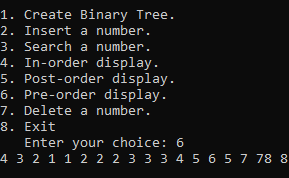 1. Create Binary Tree.
2. Insert a number.
3. Search a number.
4. In-order display.
5. Post-order display.
6. Pre-order display.
7. Delete a number.
8. Exit
   Enter your choice: 6
4 3 2 1 1 2 2 2 3 3 3 4 5 6 5 7 78 8